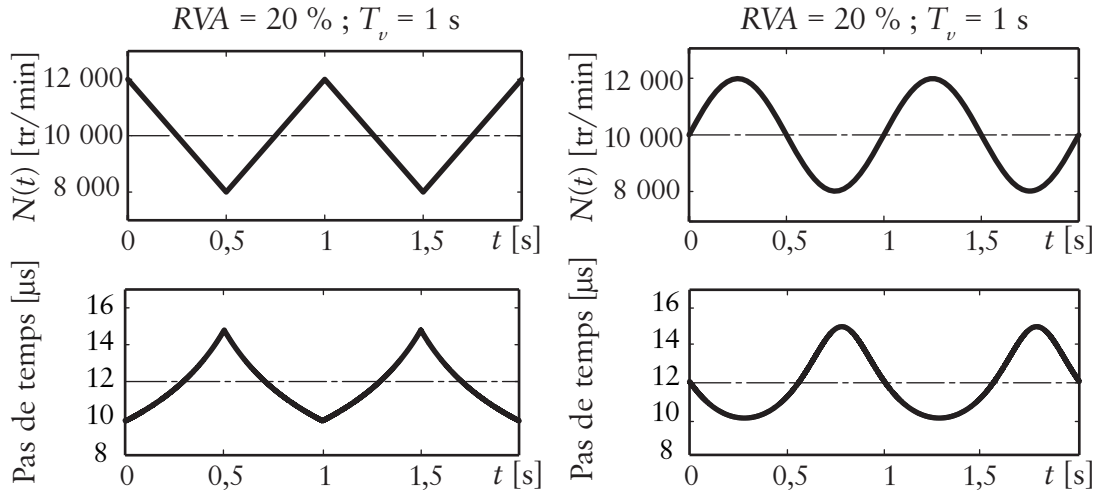 RVA = 20 % ; Tν = 1 s
N(t) [tr/min]
12 000
10 000
8 000
0 0,5 1 1,5 t [s]
Pas de temps [µs]
16
14
12
10
8
0 0,5 1 1,5 t [s]
RVA = 20 % ; Tν = 1 s
N(t) [tr/min]
12 000
10 000
8 000
0 0,5 1 1,5 t [s]
Pas de temps [µs]
16
14
12
10
8
0 0,5 1 1,5 t [s]